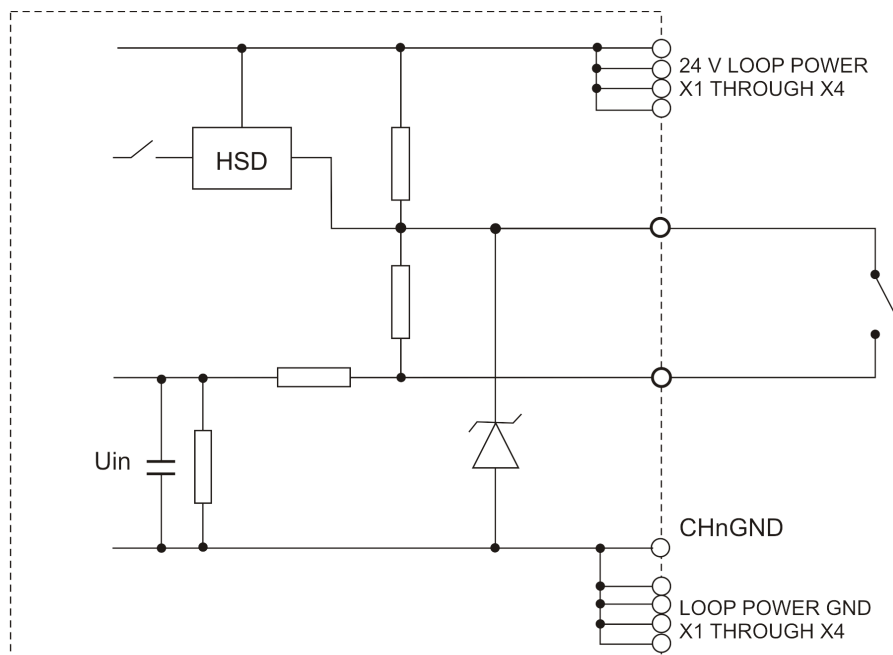 24 V LOOP POWER
X1 THROUGH X4
HSD
Uin
CHnGND
LOOP POWER GND
X1 THROUGH X4